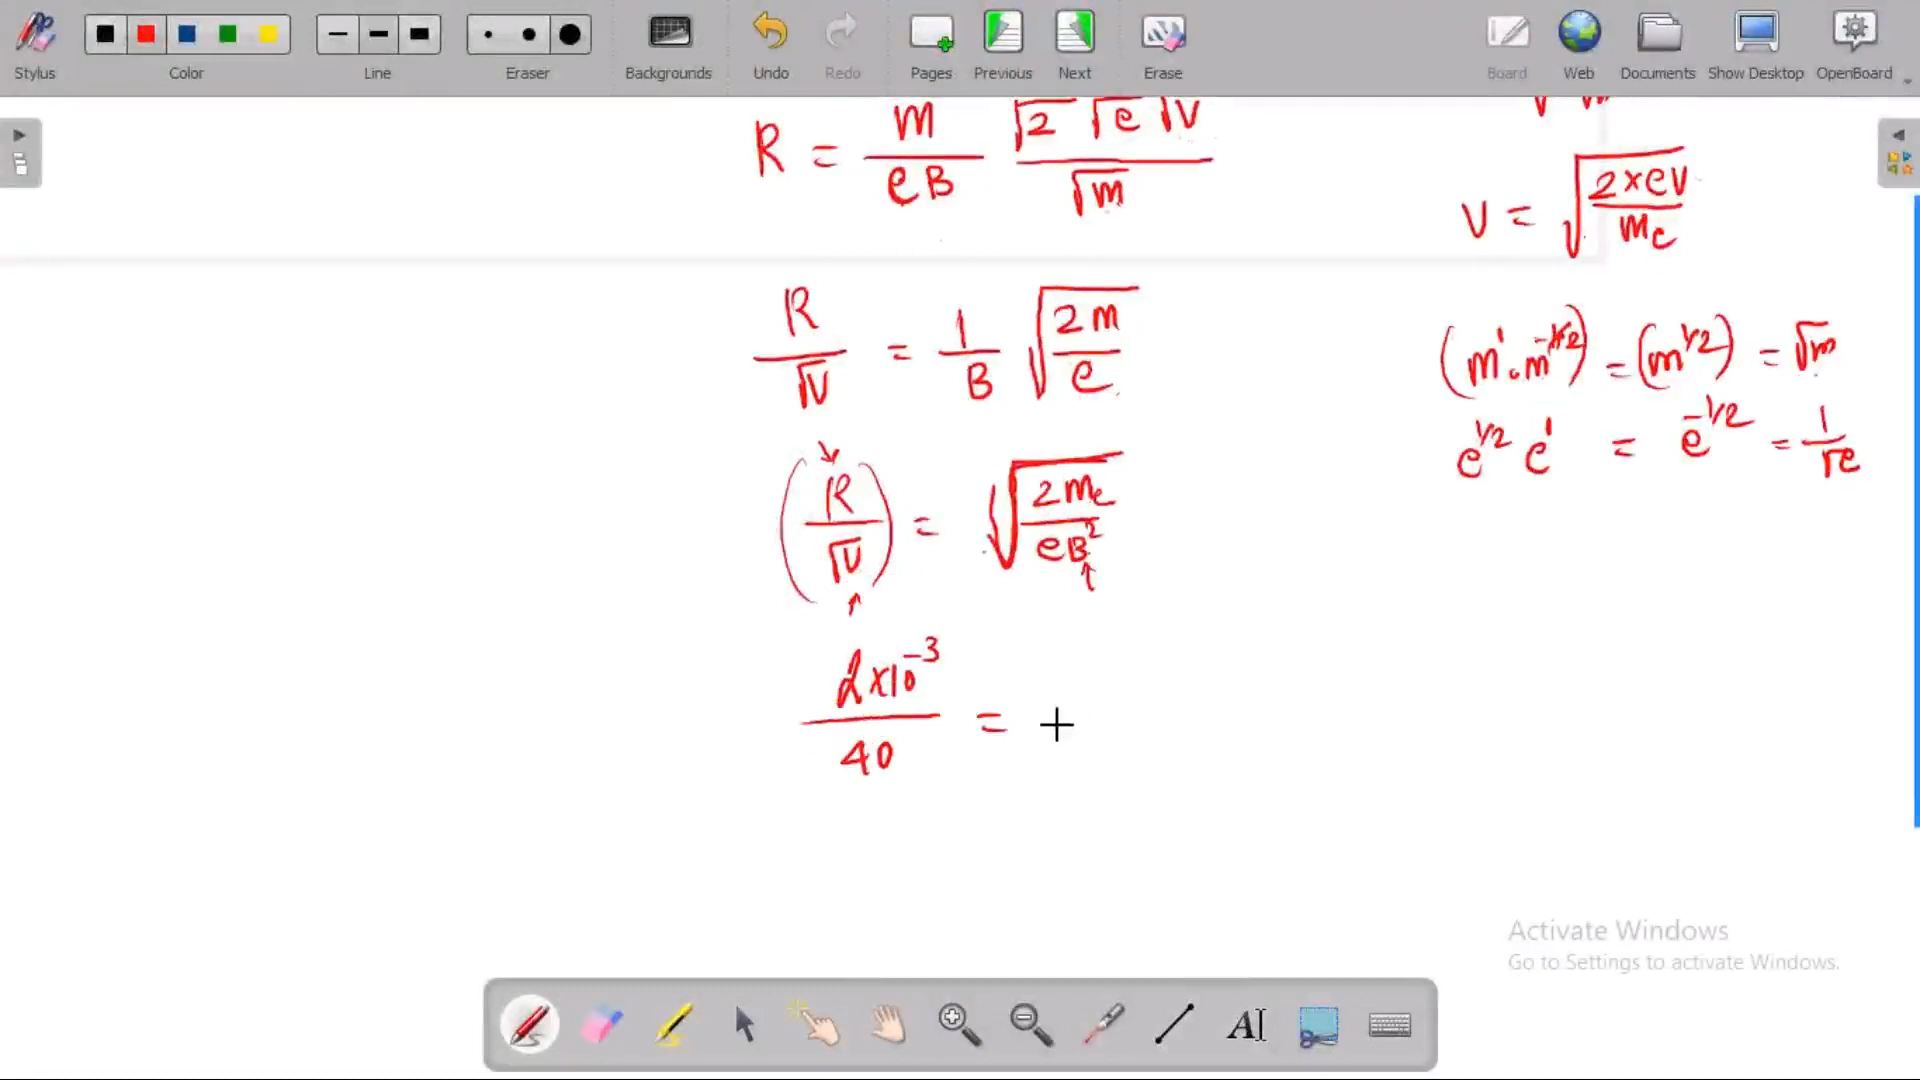 Stylus Color Line Eraser Backgrounds Undo Redo Pages Previous Next Erase Board Web Documents Show Desktop OpenBoard
R = m/eB √2 √e √V/√m
V = √(2×eV/me)
R/√V = 1/B √(2m/e)
(m¹·m^-1/2) = (m^1/2) = √m
e^1/2 e¹ = e^-1/2 = 1/√e
(R/√V) = √(2me/eB²)
2×10^-3/40 =
Activate Windows
Go to Settings to activate Windows.
AI